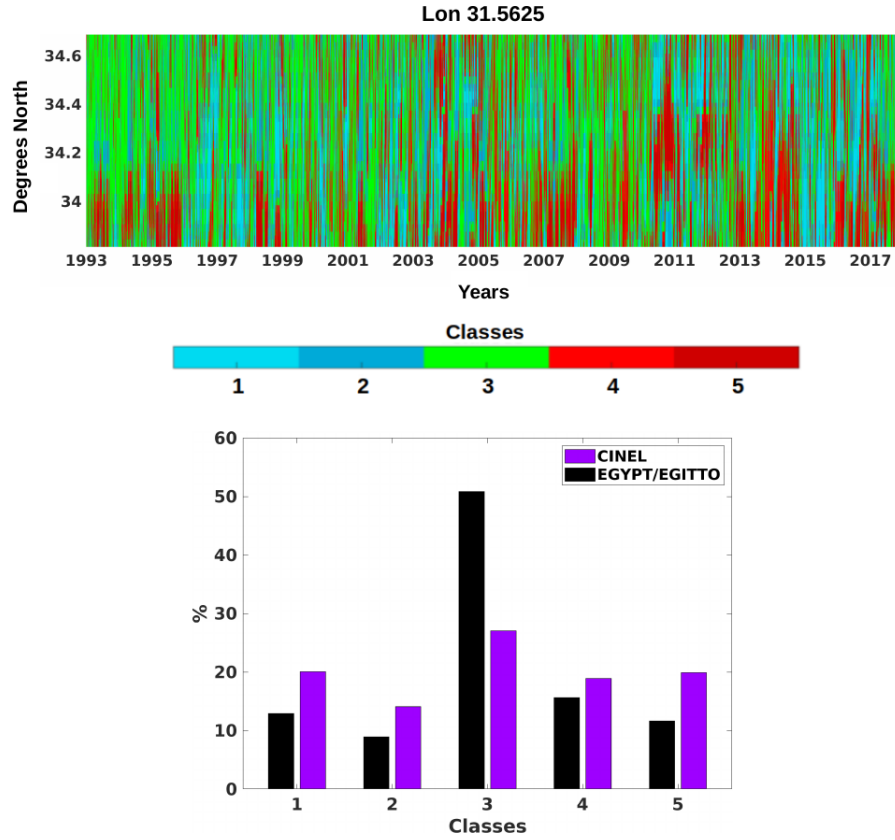 Lon 31.5625
34.6
34.4
34.2
34
Degrees North
1993 1995 1997 1999 2001 2003 2005 2007 2009 2011 2013 2015 2017
Years
Classes
1 2 3 4 5
60
50
40
30
20
10
0
%
CINEL
EGYPT/EGITTO
1 2 3 4 5
Classes